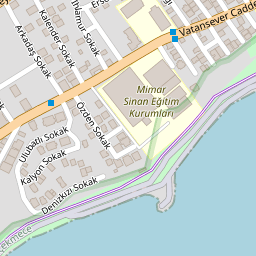 Kalender Sokak
Ihlamur Sokak
Arkadaş Sokak
Vatansever Cadde
Mimar
Sinan Eğitim
Kurumları
Özden Sokak
Ulubatlı Sokak
Kalyon Sokak
Denizkızı Sokak